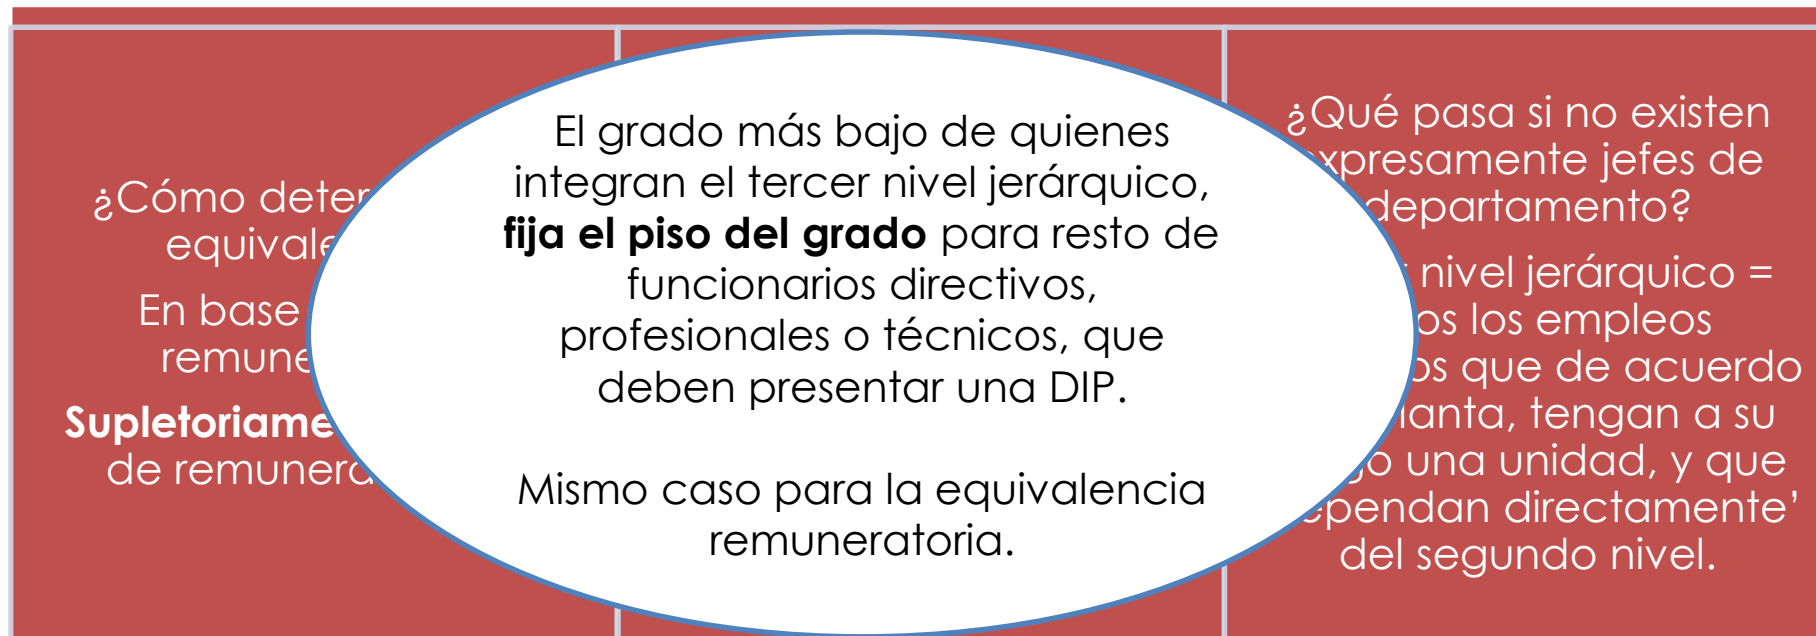 ¿Cómo deter
equivale
En base
remune
Supletoriame
de remunera
El grado más bajo de quienes
integran el tercer nivel jerárquico,
fija el piso del grado para resto de
funcionarios directivos,
profesionales o técnicos, que
deben presentar una DIP.
Mismo caso para la equivalencia
remuneratoria.
¿Qué pasa si no existen
expresamente jefes de
departamento?
nivel jerárquico =
os los empleos
os que de acuerdo
lanta, tengan a su
go una unidad, y que
ependan directamente’
del segundo nivel.